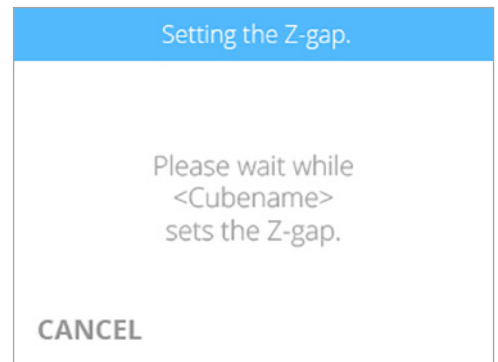 Setting the Z-gap.
Please wait while
<Cubename>
sets the Z-gap.
CANCEL